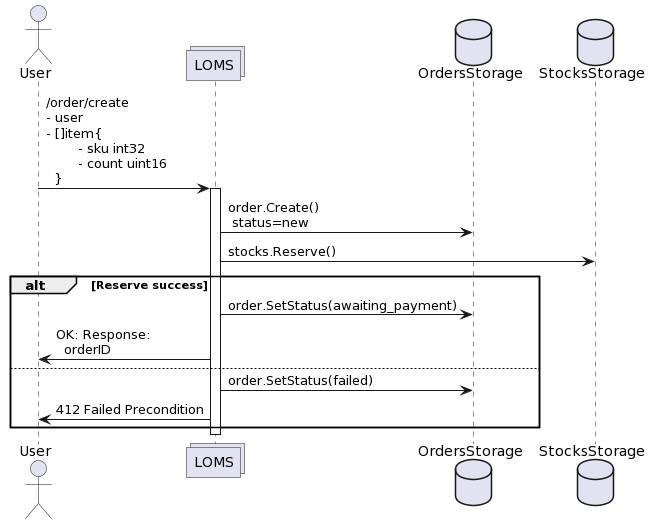 User
LOMS
OrdersStorage
StocksStorage
/order/create
- user
- []item{
- sku int32
- count uint16
}
order.Create()
status=new
stocks.Reserve()
alt
[Reserve success]
order.SetStatus(awaiting_payment)
OK: Response:
orderID
order.SetStatus(failed)
412 Failed Precondition
User
LOMS
OrdersStorage
StocksStorage